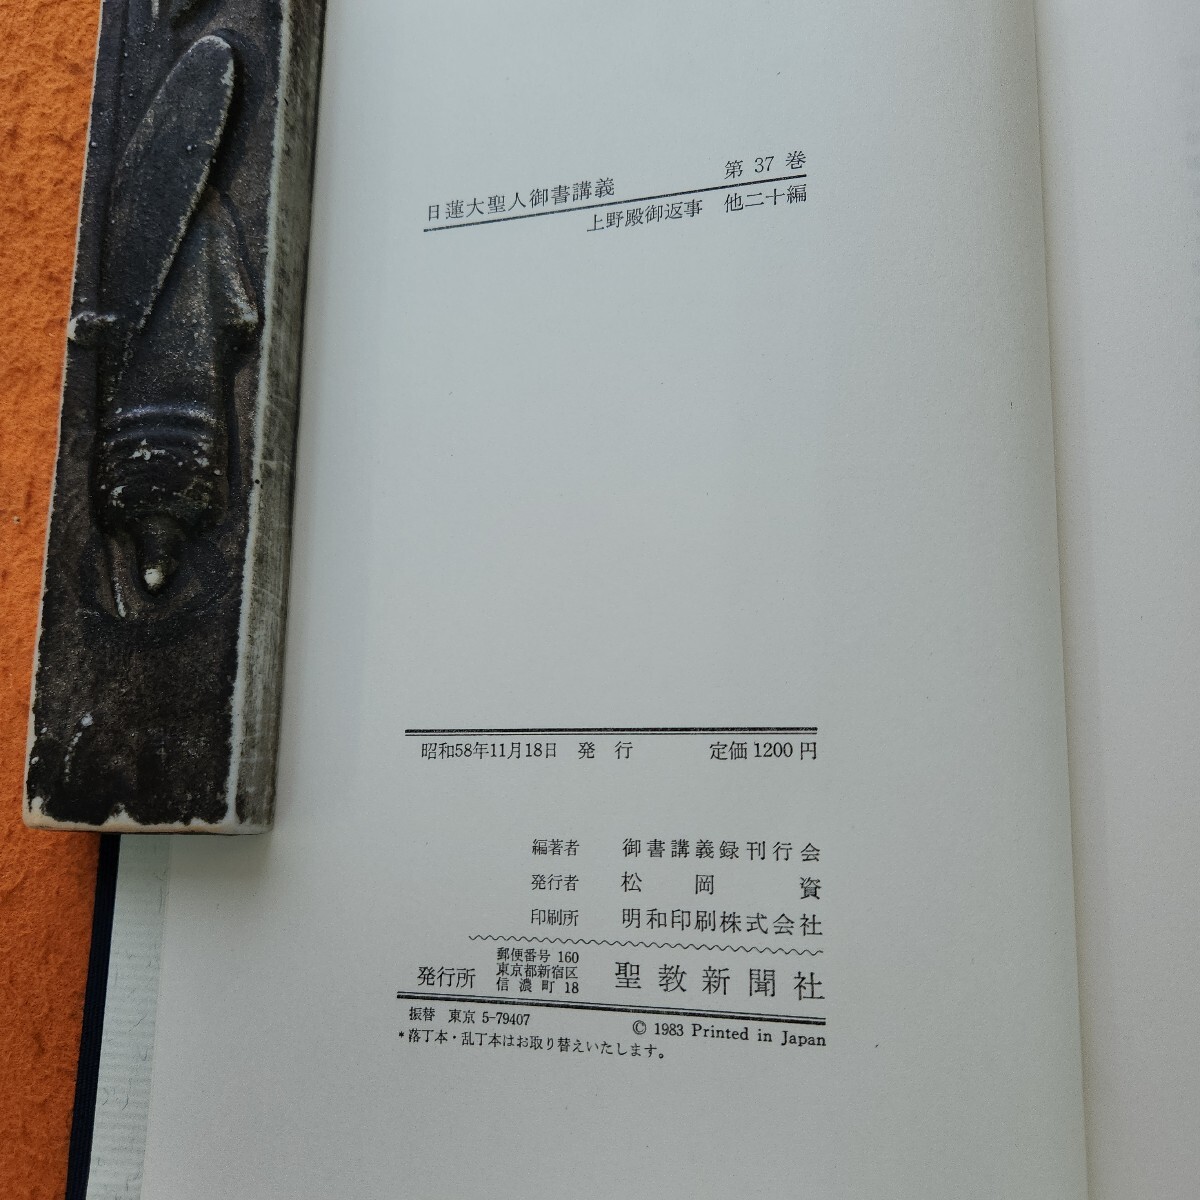 日蓮大聖人御書講義　第 37 巻
上野殿御返事　他二十編
昭和58年11月18日　発　行　定価 1200 円
編著者　御書講義録刊行会
発行者　松岡資
印刷所　明和印刷株式会社
郵便番号 160
東京都新宿区
信濃町 18
発行所　聖教新聞社
振替　東京 5-79407
© 1983 Printed in Japan
*落丁本・乱丁本はお取り替えいたします。